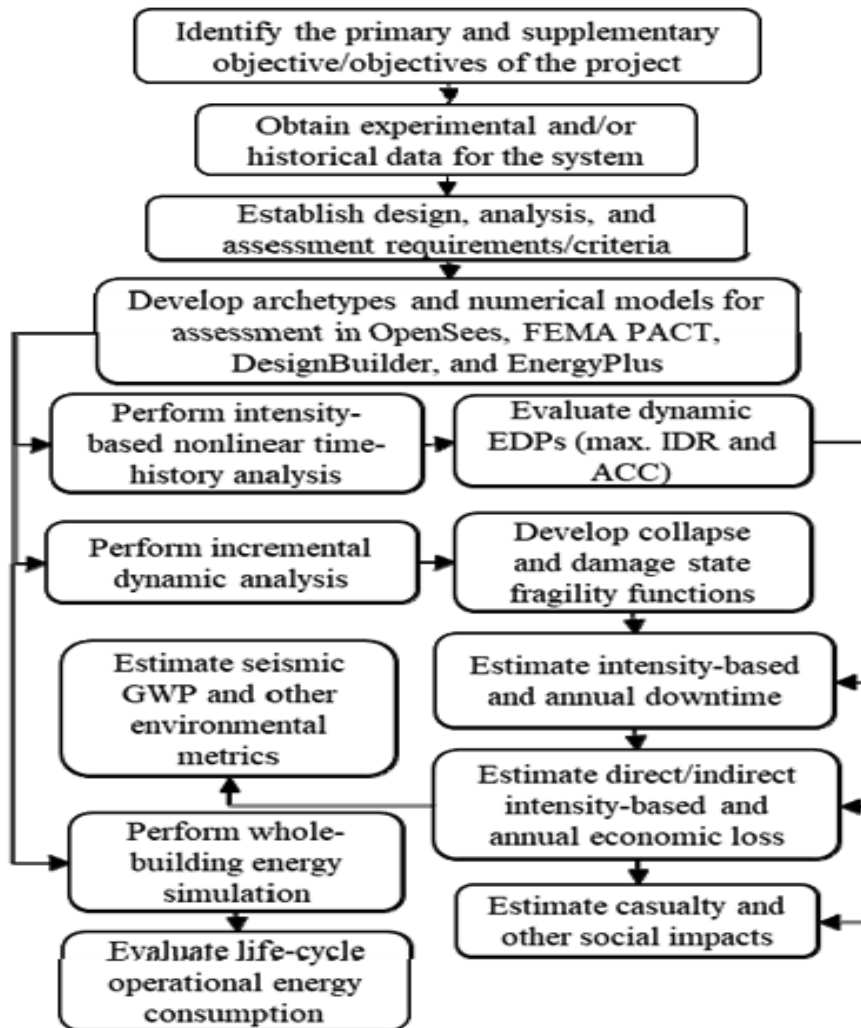 Identify the primary and supplementary
objective/objectives of the project
Obtain experimental and/or
historical data for the system
Establish design, analysis, and
assessment requirements/criteria
Develop archetypes and numerical models for
assessment in OpenSees, FEMA PACT,
DesignBuilder, and EnergyPlus
Perform intensity-
based nonlinear time-
history analysis
Evaluate dynamic
EDPs (max. IDR and
ACC)
Perform incremental
dynamic analysis
Develop collapse
and damage state
fragility functions
Estimate seismic
GWP and other
environmental
metrics
Estimate intensity-based
and annual downtime
Estimate direct/indirect
intensity-based and
annual economic loss
Perform whole-
building energy
simulation
Estimate casualty and
other social impacts
Evaluate life-cycle
operational energy
consumption